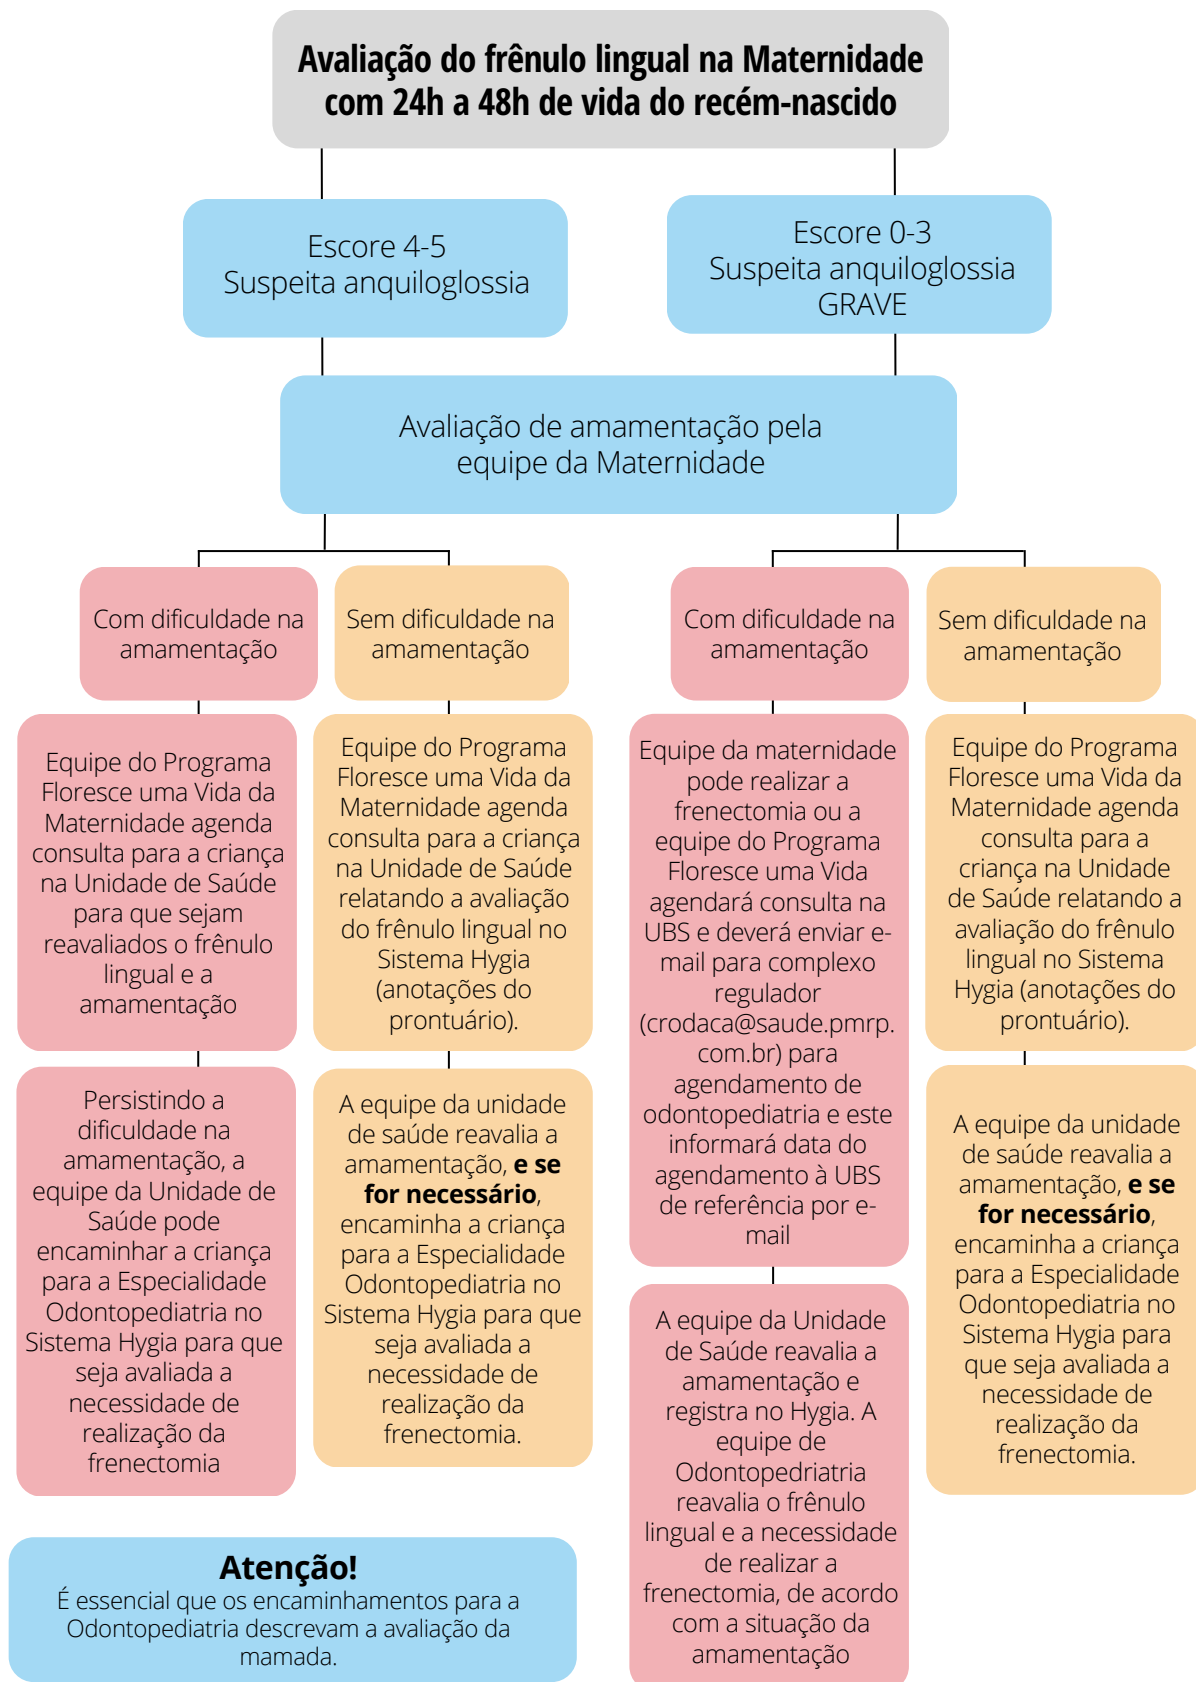 Avaliação do frênulo lingual na Maternidade
com 24h a 48h de vida do recém-nascido
Escore 4-5
Suspeita anquiloglossia
Escore 0-3
Suspeita anquiloglossia
GRAVE
Avaliação de amamentação pela
equipe da Maternidade
Com dificuldade na
amamentação
Sem dificuldade na
amamentação
Com dificuldade na
amamentação
Sem dificuldade na
amamentação
Equipe do Programa
Floresce uma Vida da
Maternidade agenda
consulta para a criança
na Unidade de Saúde
para que sejam
reavaliados o frênulo
lingual e a
amamentação
Equipe do Programa
Floresce uma Vida da
Maternidade agenda
consulta para a criança
na Unidade de Saúde
relatando a avaliação
do frênulo lingual no
Sistema Hygia
(anotações do
prontuário).
Equipe da maternidade
pode realizar a
frenectomia ou a
equipe do Programa
Floresce uma Vida
agendará consulta na
UBS e deverá enviar e-
mail para complexo
regulador
(crodaca@saude.pmrp.
com.br) para
agendamento de
odontopediatria e este
informará data do
agendamento à UBS
de referência por e-
mail
Equipe do Programa
Floresce uma Vida da
Maternidade agenda
consulta para a
criança na Unidade
de Saúde relatando a
avaliação do frênulo
lingual no Sistema
Hygia (anotações do
prontuário).
Persistindo a
dificuldade na
amamentação, a
equipe da Unidade de
Saúde pode
encaminhar a criança
para a Especialidade
Odontopediatria no
Sistema Hygia para que
seja avaliada a
necessidade de
realização da
frenectomia
A equipe da unidade
de saúde reavalia a
amamentação, e se
for necessário,
encaminha a criança
para a Especialidade
Odontopediatria no
Sistema Hygia para que
seja avaliada a
necessidade de
realização da
frenectomia.
A equipe da Unidade
de Saúde reavalia a
amamentação e
registra no Hygia. A
equipe de
Odontopedriatria
reavalia o frênulo
lingual e a necessidade
de realizar a
frenectomia, de acordo
com a situação da
amamentação
A equipe da unidade
de saúde reavalia a
amamentação, e se
for necessário,
encaminha a criança
para a Especialidade
Odontopediatria no
Sistema Hygia para
que seja avaliada a
necessidade de
realização da
frenectomia.
Atenção!
É essencial que os encaminhamentos para a
Odontopediatria descrevam a avaliação da
mamada.